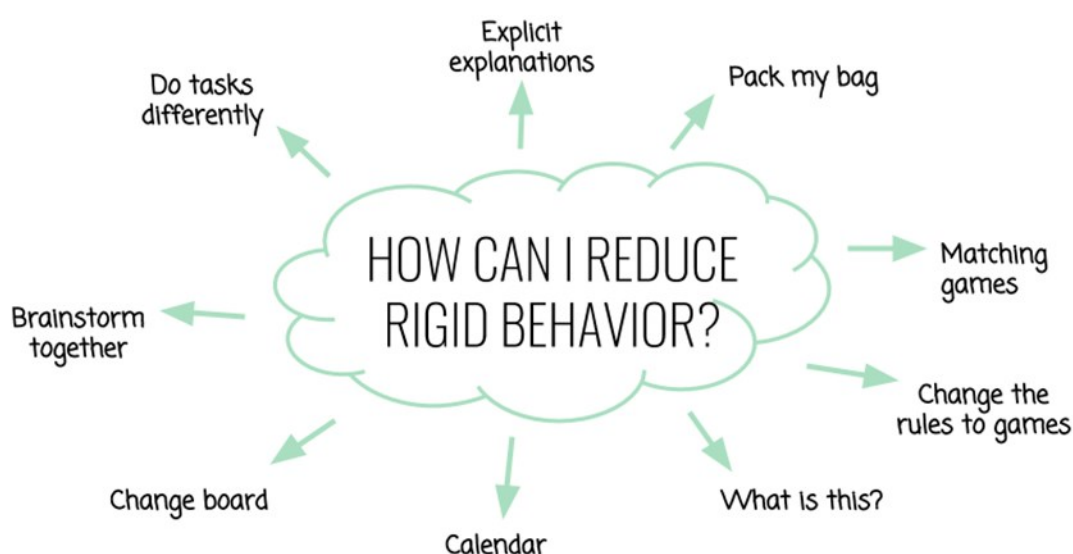 Explicit
explanations
Pack my bag
Do tasks
differently
HOW CAN I REDUCE
RIGID BEHAVIOR?
Matching
games
Brainstorm
together
Change the
rules to games
Change board
What is this?
Calendar